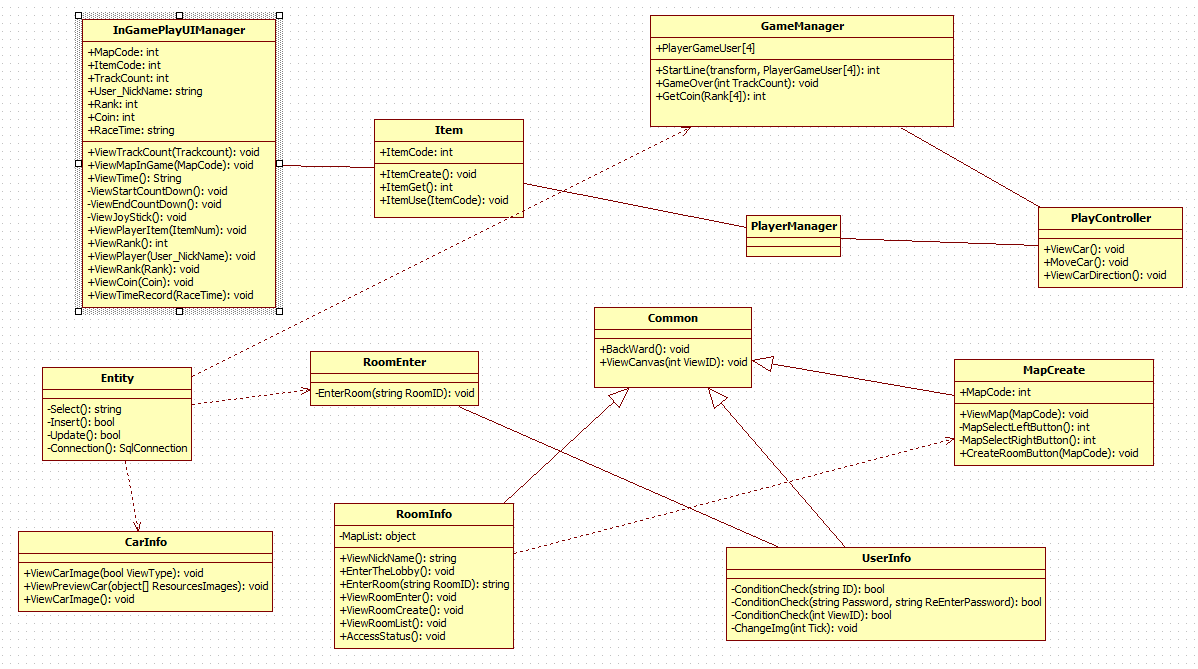 InGamePlayUIManager
+MapCode: int
+ItemCode: int
+TrackCount: int
+User_NickName: string
+Rank: int
+Coin: int
+RaceTime: string
+ViewTrackCount(Trackcount): void
+ViewMapInGame(MapCode): void
+ViewTime(): String
-ViewStartCountDown(): void
-ViewEndCountDown(): void
-ViewJoyStick(): void
+ViewPlayerItem(ItemNum): void
+ViewRank(): int
+ViewPlayer(User_NickName): void
+ViewRank(Rank): void
+ViewCoin(Coin): void
+ViewTimeRecord(RaceTime): void
Item
+ItemCode: int
+ItemCreate(): void
+ItemGet(): int
+ItemUse(ItemCode): void
GameManager
+PlayerGameUser[4]
+StartLine(transform, PlayerGameUser[4]): int
+GameOver(int TrackCount): void
+GetCoin(Rank[4]): int
PlayerManager
PlayController
+ViewCar(): void
+MoveCar(): void
+ViewCarDirection(): void
Common
+BackWard(): void
+ViewCanvas(int ViewID): void
RoomEnter
-EnterRoom(string RoomID): void
Entity
-Select(): string
-Insert(): bool
-Update(): bool
-Connection(): SqlConnection
MapCreate
+MapCode: int
+ViewMap(MapCode): void
-MapSelectLeftButton(): int
-MapSelectRightButton(): int
+CreateRoomButton(MapCode): void
CarInfo
+ViewCarImage(bool ViewType): void
+ViewPreviewCar(object[] ResourcesImages): void
+ViewCarImage(): void
RoomInfo
-MapList: object
+ViewNickName(): string
+EnterTheLobby(): void
+EnterRoom(string RoomID): string
+ViewRoomEnter(): void
+ViewRoomCreate(): void
+ViewRoomList(): void
+AccessStatus(): void
UserInfo
-ConditionCheck(string ID): bool
-ConditionCheck(string Password, string ReEnterPassword): bool
-ConditionCheck(int ViewID): bool
-ChangeImg(int Tick): void